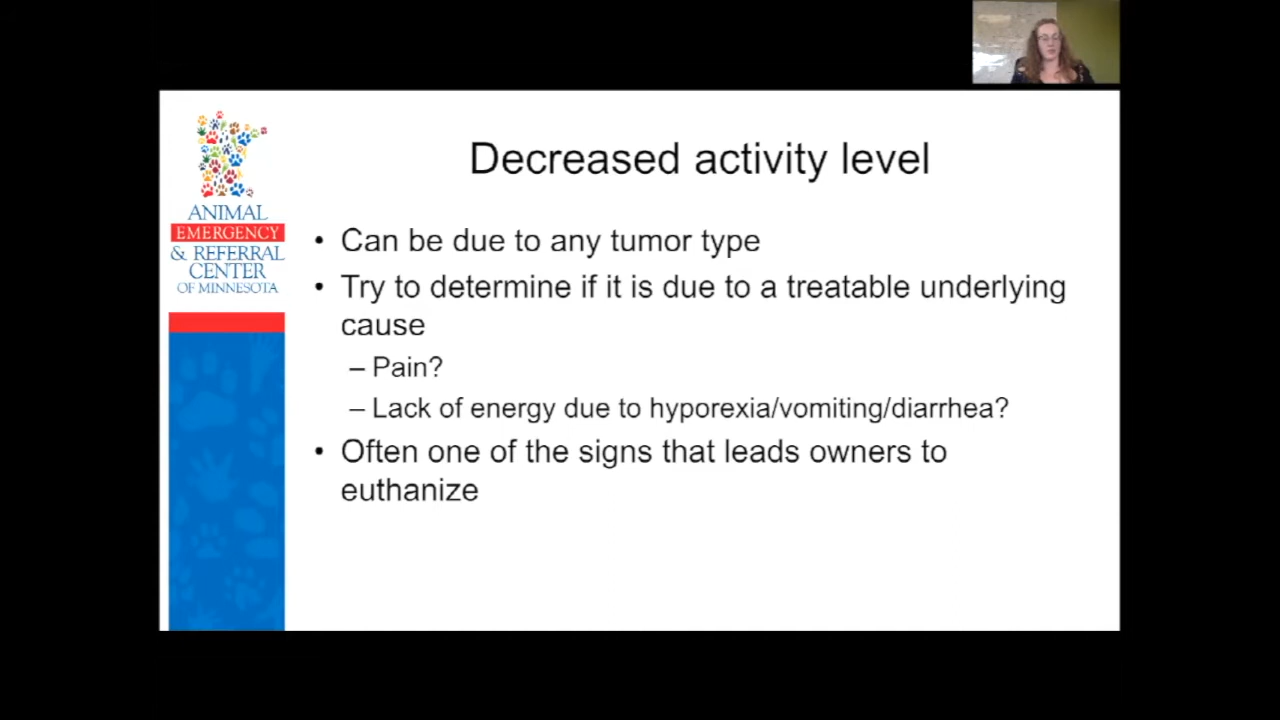 Decreased activity level
ANIMAL
EMERGENCY
& REFERRAL
CENTER
OF MINNESOTA
• Can be due to any tumor type
• Try to determine if it is due to a treatable underlying
cause
– Pain?
– Lack of energy due to hyporexia/vomiting/diarrhea?
• Often one of the signs that leads owners to
euthanize